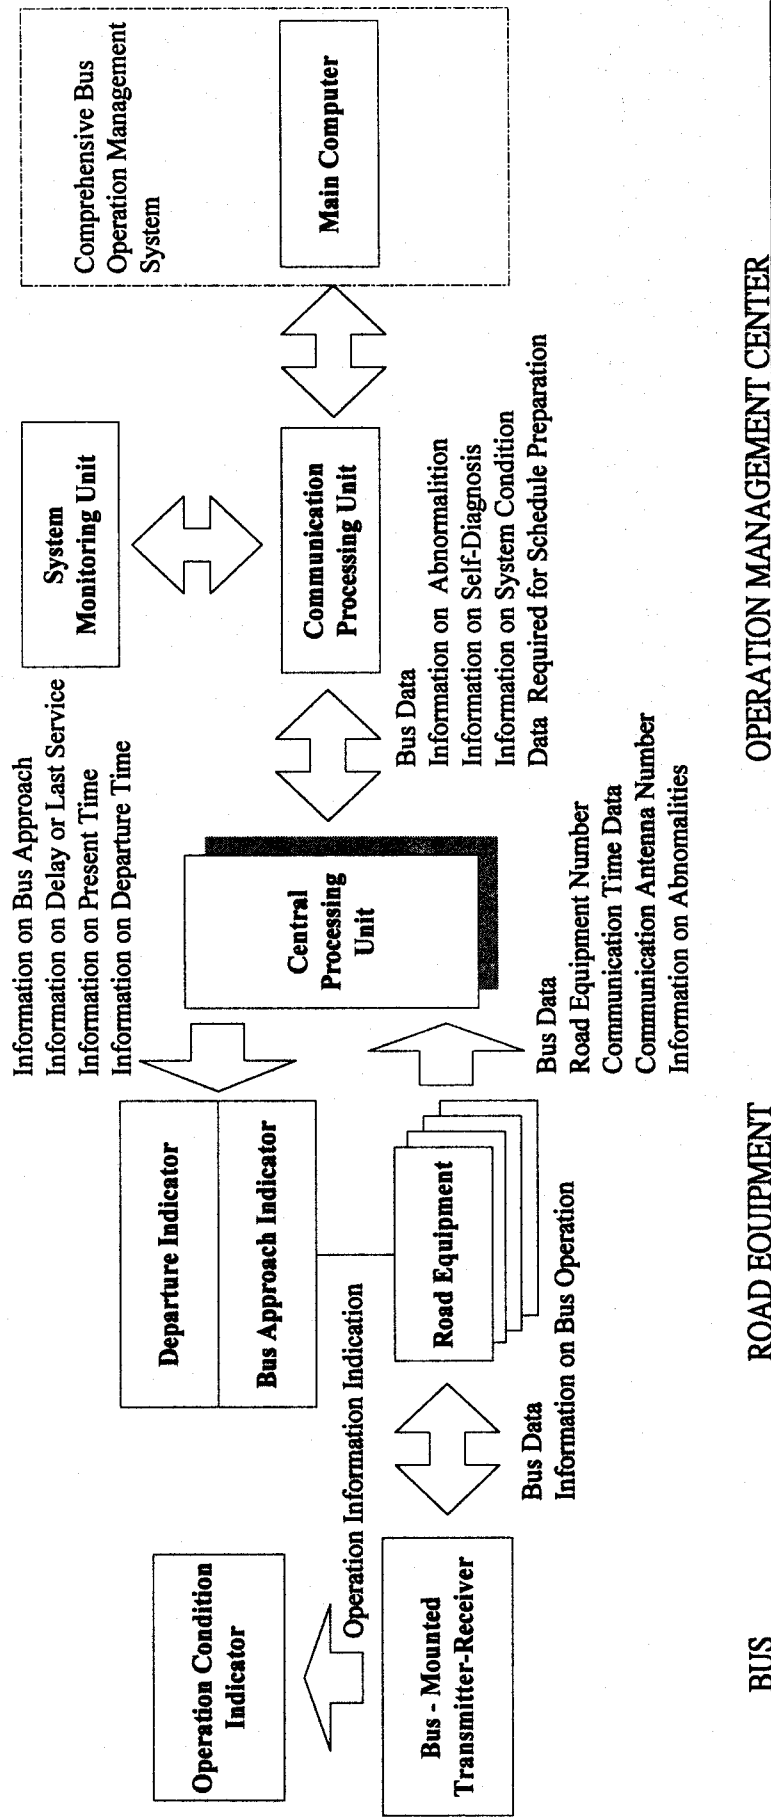 Operation Condition
Indicator
Operation Information Indication
Bus - Mounted
Transmitter-Receiver
Bus Data
Information on Bus Operation
Departure Indicator
Bus Approach Indicator
Road Equipment
Information on Bus Approach
Information on Delay or Last Service
Information on Present Time
Information on Departure Time
Central
Processing
Unit
Bus Data
Road Equipment Number
Communication Time Data
Communication Antenna Number
Information on Abnomalities
System
Monitoring Unit
Communication
Processing Unit
Bus Data
Information on Abnormalition
Information on Self-Diagnosis
Information on System Condition
Data Required for Schedule Preparation
Comprehensive Bus
Operation Management
System
Main Computer
BUS
ROAD EQUIPMENT
OPERATION MANAGEMENT CENTER